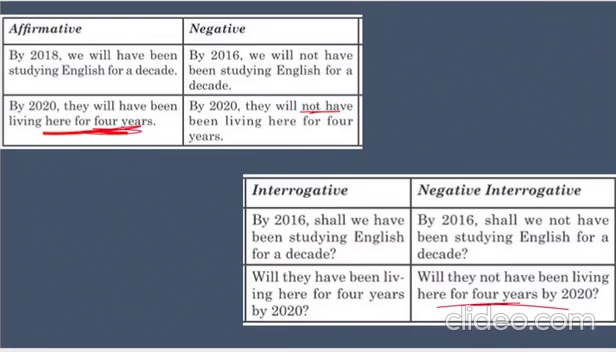 Affirmative
Negative
By 2018, we will have been
studying English for a decade.
By 2016, we will not have
been studying English for a
decade.
By 2020, they will have been
living here for four years.
By 2020, they will not have
been living here for four
years.
Interrogative
Negative Interrogative
By 2016, shall we have
been studying English
for a decade?
By 2016, shall we not have
been studying English for a
decade?
Will they have been liv-
ing here for four years
by 2020?
Will they not have been living
here for four years by 2020?
clideo.com